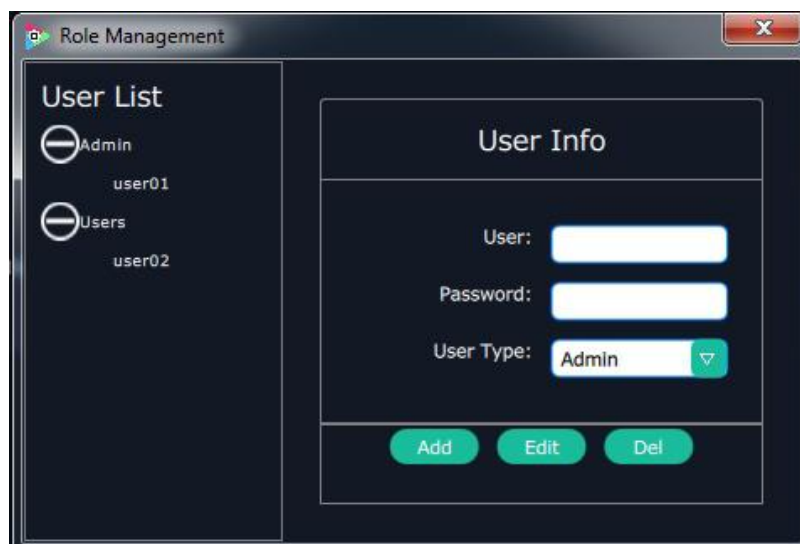 Role Management
User List
Admin
user01
Users
user02
User Info
User:
Password:
User Type: Admin
Add Edit Del